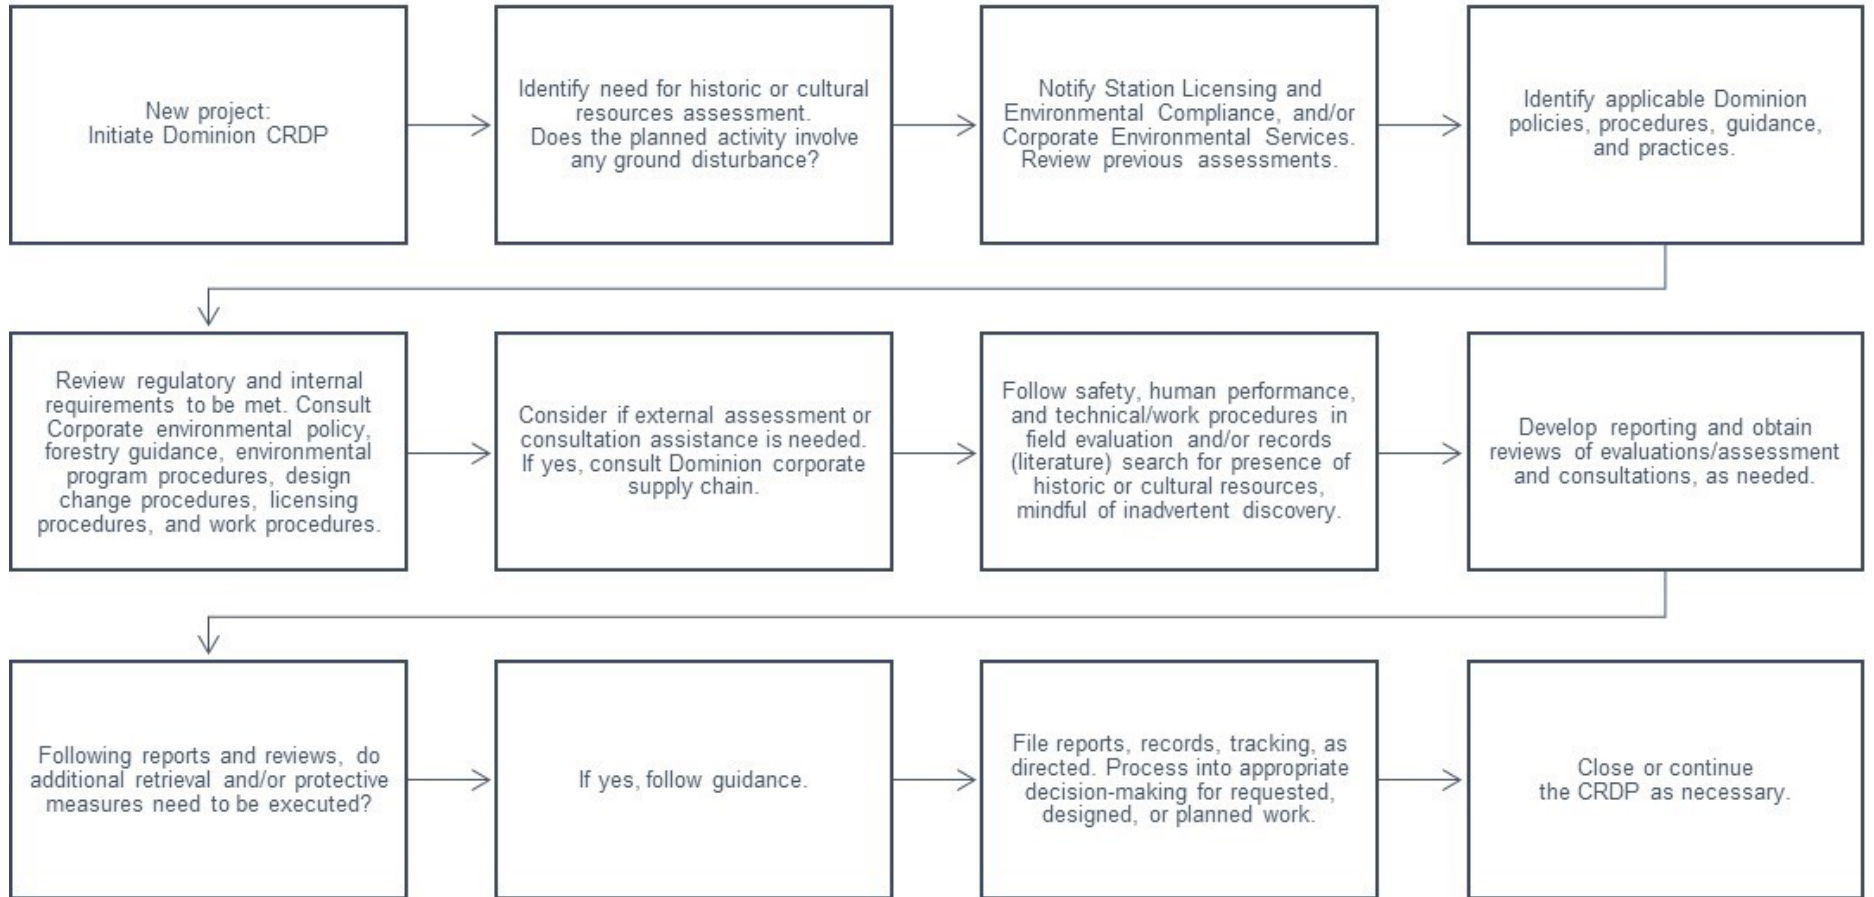 New project:
Initiate Dominion CRDP
Identify need for historic or cultural
resources assessment.
Does the planned activity involve
any ground disturbance?
Notify Station Licensing and
Environmental Compliance, and/or
Corporate Environmental Services.
Review previous assessments.
Identify applicable Dominion
policies, procedures, guidance,
and practices.
Review regulatory and internal
requirements to be met. Consult
Corporate environmental policy,
forestry guidance, environmental
program procedures, design
change procedures, licensing
procedures, and work procedures.
Consider if external assessment or
consultation assistance is needed.
If yes, consult Dominion corporate
supply chain.
Follow safety, human performance,
and technical/work procedures in
field evaluation and/or records
(literature) search for presence of
historic or cultural resources,
mindful of inadvertent discovery.
Develop reporting and obtain
reviews of evaluations/assessment
and consultations, as needed.
Following reports and reviews, do
additional retrieval and/or protective
measures need to be executed?
If yes, follow guidance.
File reports, records, tracking, as
directed. Process into appropriate
decision-making for requested,
designed, or planned work.
Close or continue
the CRDP as necessary.